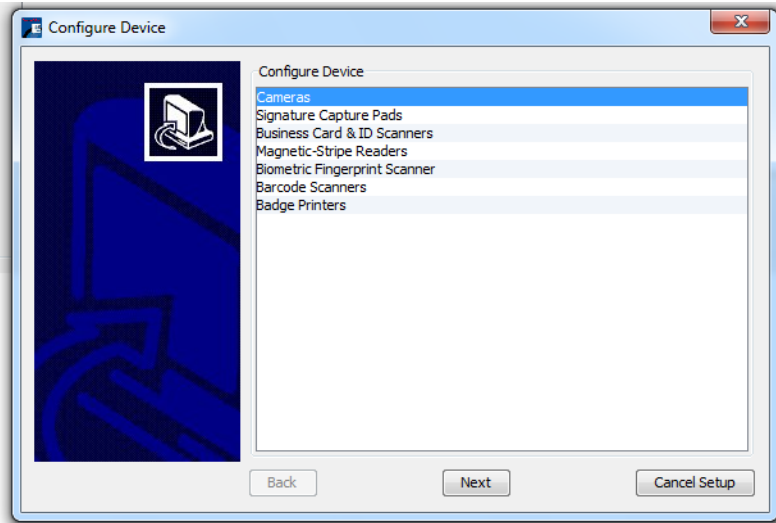 Configure Device
Configure Device
Cameras
Signature Capture Pads
Business Card & ID Scanners
Magnetic-Stripe Readers
Biometric Fingerprint Scanner
Barcode Scanners
Badge Printers
Back
Next
Cancel Setup